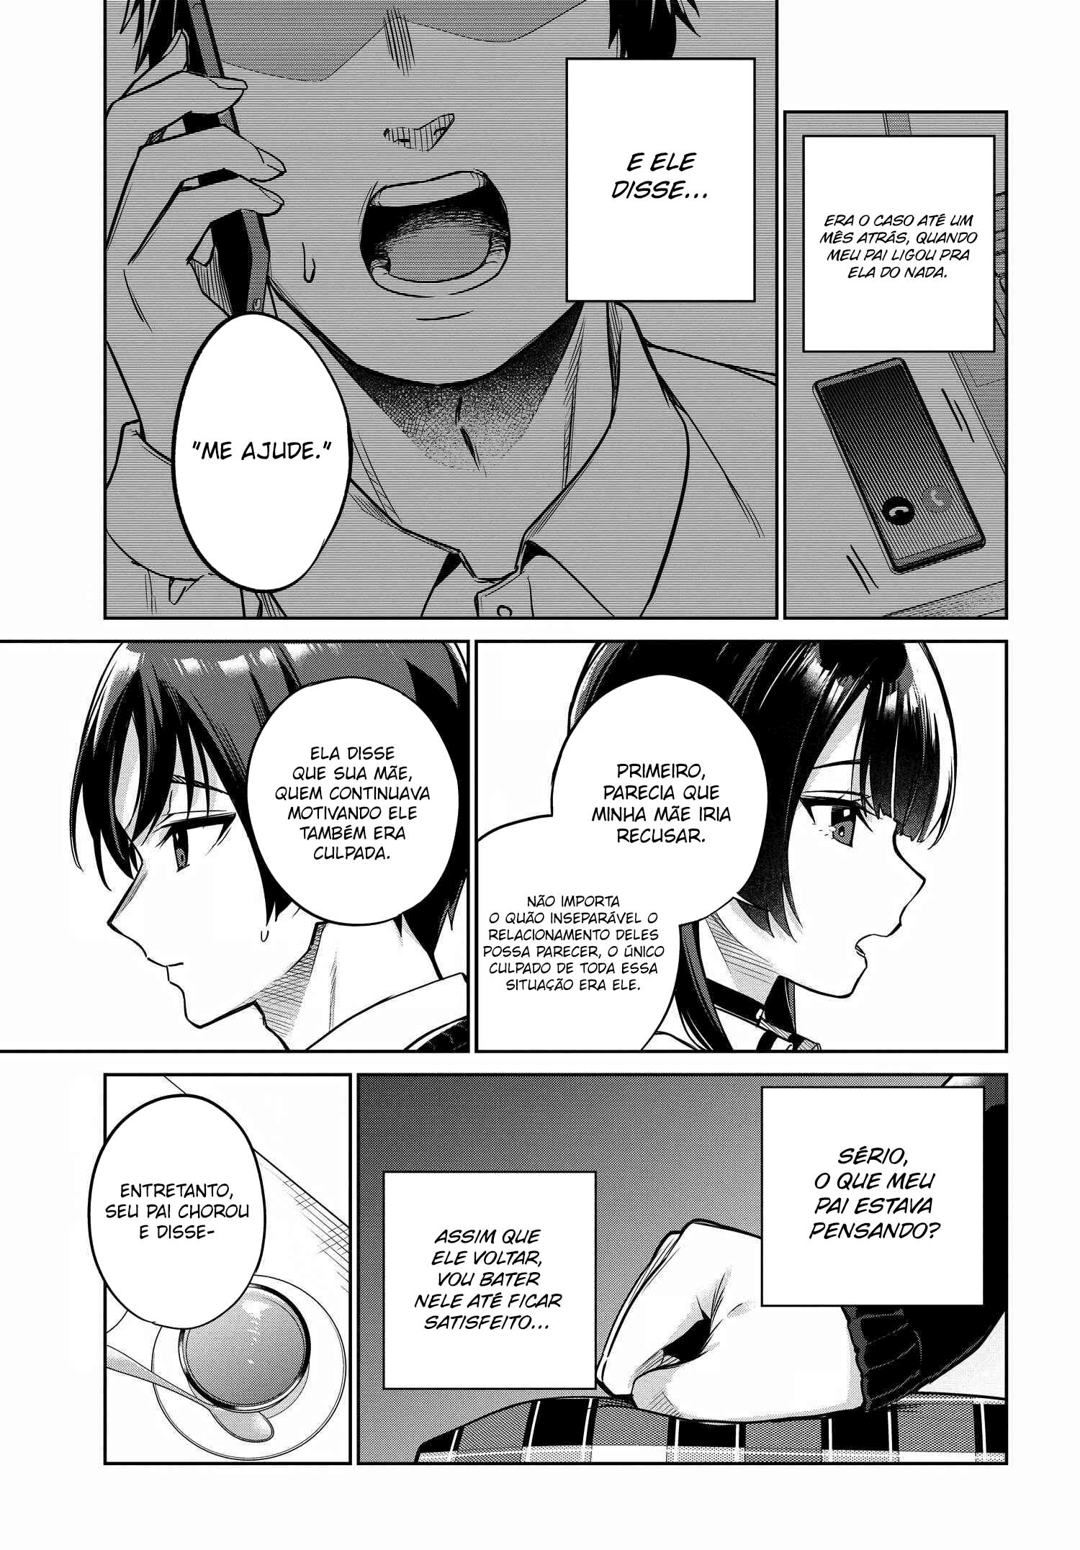 ERA O CASO ATÉ UM
MÊS ATRÁS, QUANDO
MEU PAI LIGOU PRA
ELA DO NADA.
E ELE
DISSE...
"ME AJUDE."
PRIMEIRO,
PARECIA QUE
MINHA MÃE IRIA
RECUSAR.
NÃO IMPORTA
O QUÃO INSEPARÁVEL O
RELACIONAMENTO DELES
POSSA PARECER, O ÚNICO
CULPADO DE TODA ESSA
SITUAÇÃO ERA ELE.
ELA DISSE
QUE SUA MÃE,
QUEM CONTINUAVA
MOTIVANDO ELE
TAMBÉM ERA
CULPADA.
SÉRIO,
O QUE MEU
PAI ESTAVA
PENSANDO?
ASSIM QUE
ELE VOLTAR,
VOU BATER
NELE ATÉ FICAR
SATISFEITO...
ENTRETANTO,
SEU PAI CHOROU
E DISSE-